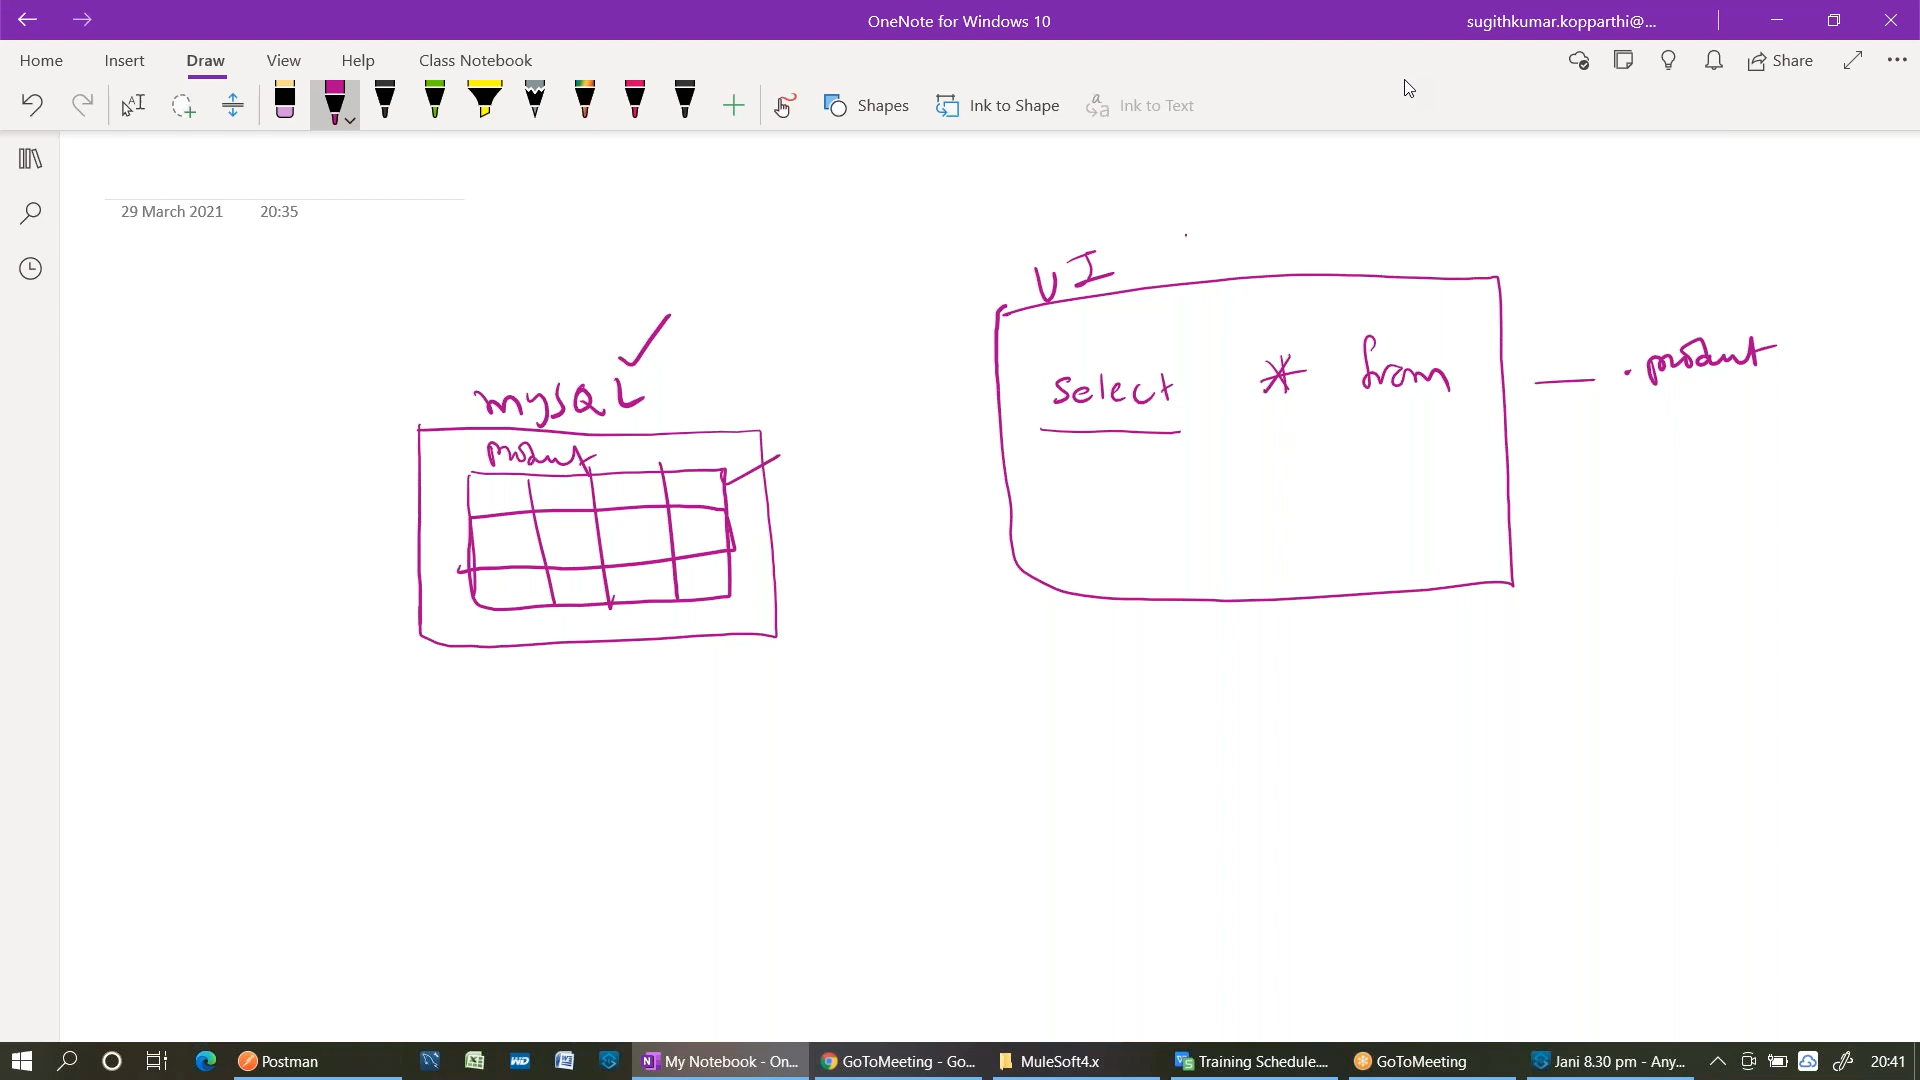 OneNote for Windows 10
sugithkumar.kopparthi@...
Home Insert Draw View Help Class Notebook
Share
Shapes Ink to Shape Ink to Text
29 March 2021 20:35
UI
mysQL
product
Select * from ___ . product
Postman
My Notebook - On...
GoToMeeting - Go...
MuleSoft4.x
Training Schedule....
GoToMeeting
Jani 8.30 pm - Any...
20:41